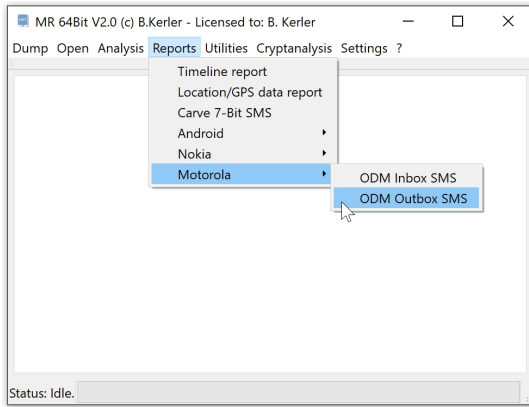 MR 64Bit V2.0 (c) B.Kerler - Licensed to: B. Kerler
Dump Open Analysis Reports Utilities Cryptanalysis Settings ?
Timeline report
Location/GPS data report
Carve 7-Bit SMS
Android
Nokia
Motorola
ODM Inbox SMS
ODM Outbox SMS
Status: Idle.